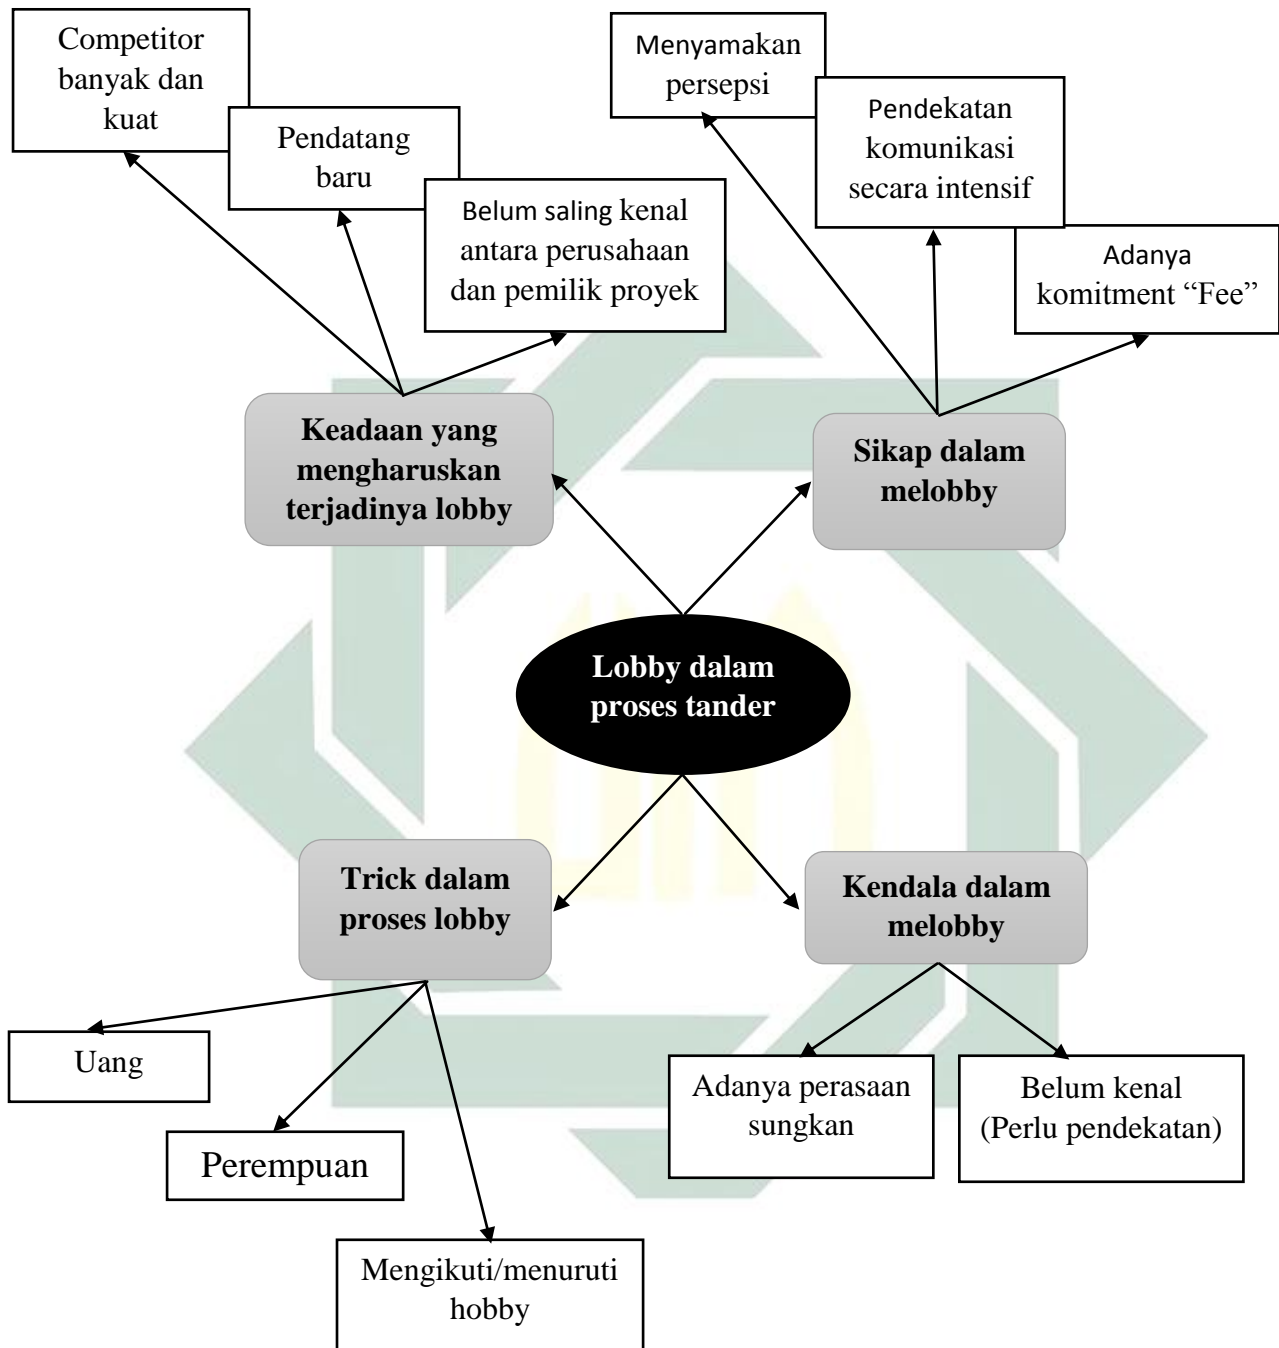 Competitor
banyak dan
kuat
Pendatang
baru
Belum saling kenal
antara perusahaan
dan pemilik proyek
Menyamakan
persepsi
Pendekatan
komunikasi
secara intensif
Adanya
komitment “Fee”
Keadaan yang
mengharuskan
terjadinya lobby
Sikap dalam
melobby
Lobby dalam
proses tander
Trick dalam
proses lobby
Kendala dalam
melobby
Uang
Perempuan
Mengikuti/menuruti
hobby
Adanya perasaan
sungkan
Belum kenal
(Perlu pendekatan)